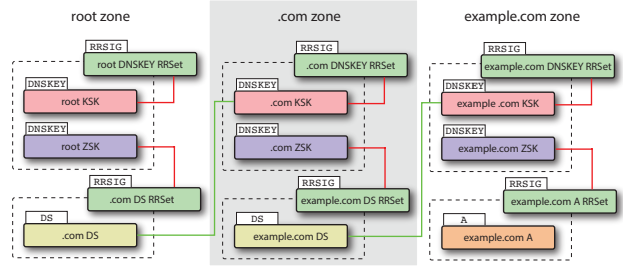 root zone
.com zone
example.com zone
RRSIG
root DNSKEY RRSet
DNSKEY
root KSK
DNSKEY
root ZSK
RRSIG
.com DS RRSet
DS
.com DS
RRSIG
.com DNSKEY RRSet
DNSKEY
.com KSK
DNSKEY
.com ZSK
RRSIG
example.com DS RRSet
DS
example.com DS
RRSIG
example.com DNSKEY RRSet
DNSKEY
example .com KSK
DNSKEY
example.com ZSK
RRSIG
example.com A RRSet
A
example.com A